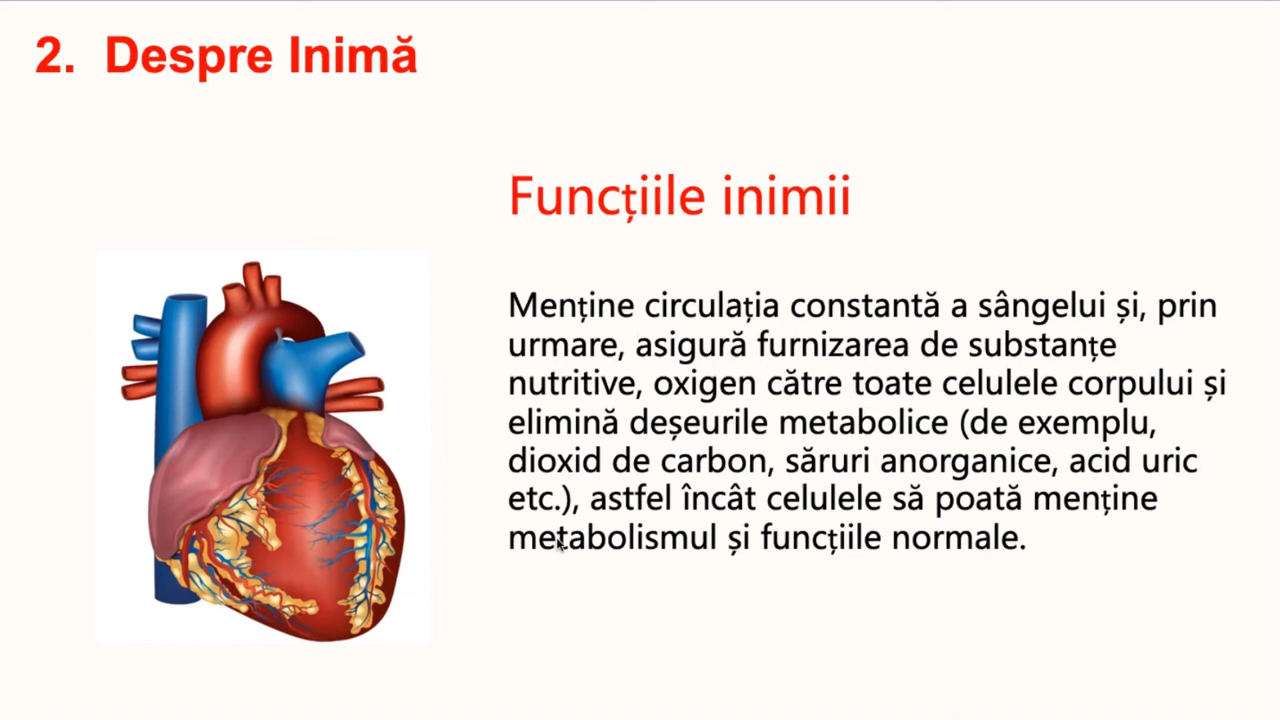 2. Despre Inimă
Funcțiile inimii
Menține circulația constantă a sângelui și, prin
urmare, asigură furnizarea de substanțe
nutritive, oxigen către toate celulele corpului și
elimină deșeurile metabolice (de exemplu,
dioxid de carbon, săruri anorganice, acid uric
etc.), astfel încât celulele să poată menține
metabolismul și funcțiile normale.